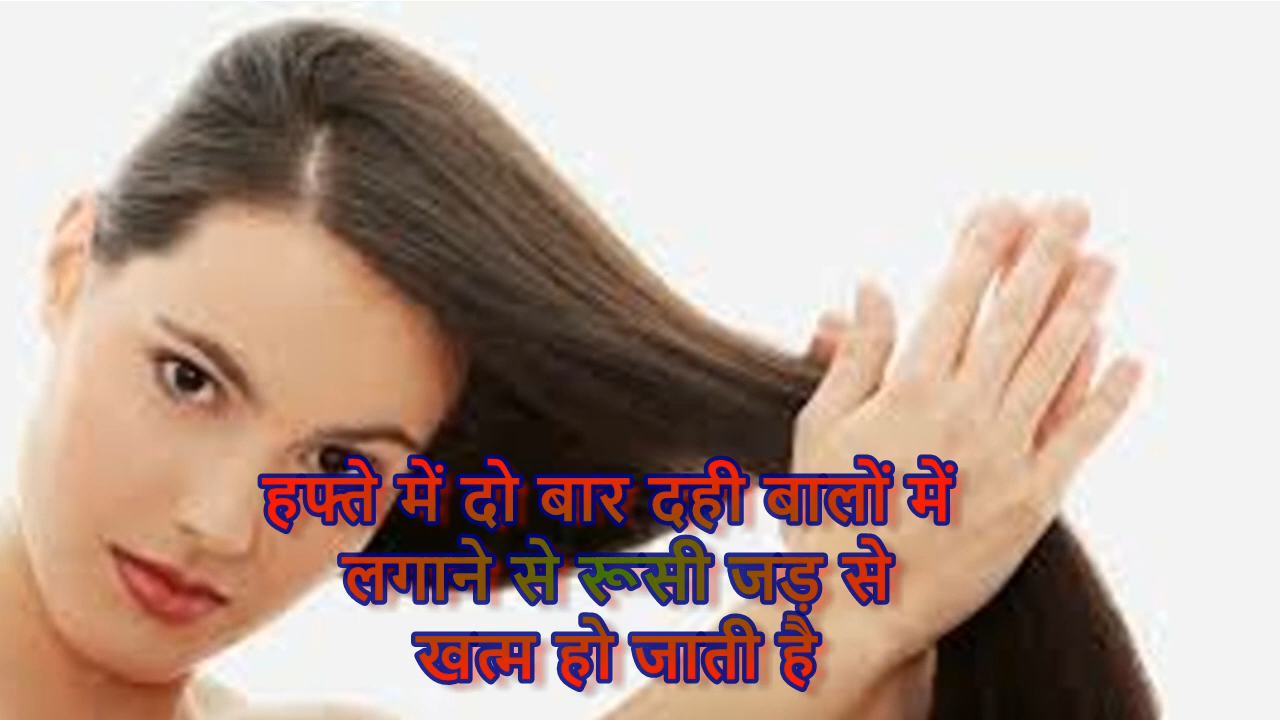 हफ्ते में दो बार दही बालों में
लगाने से रूसी जड़ से
खत्म हो जाती है